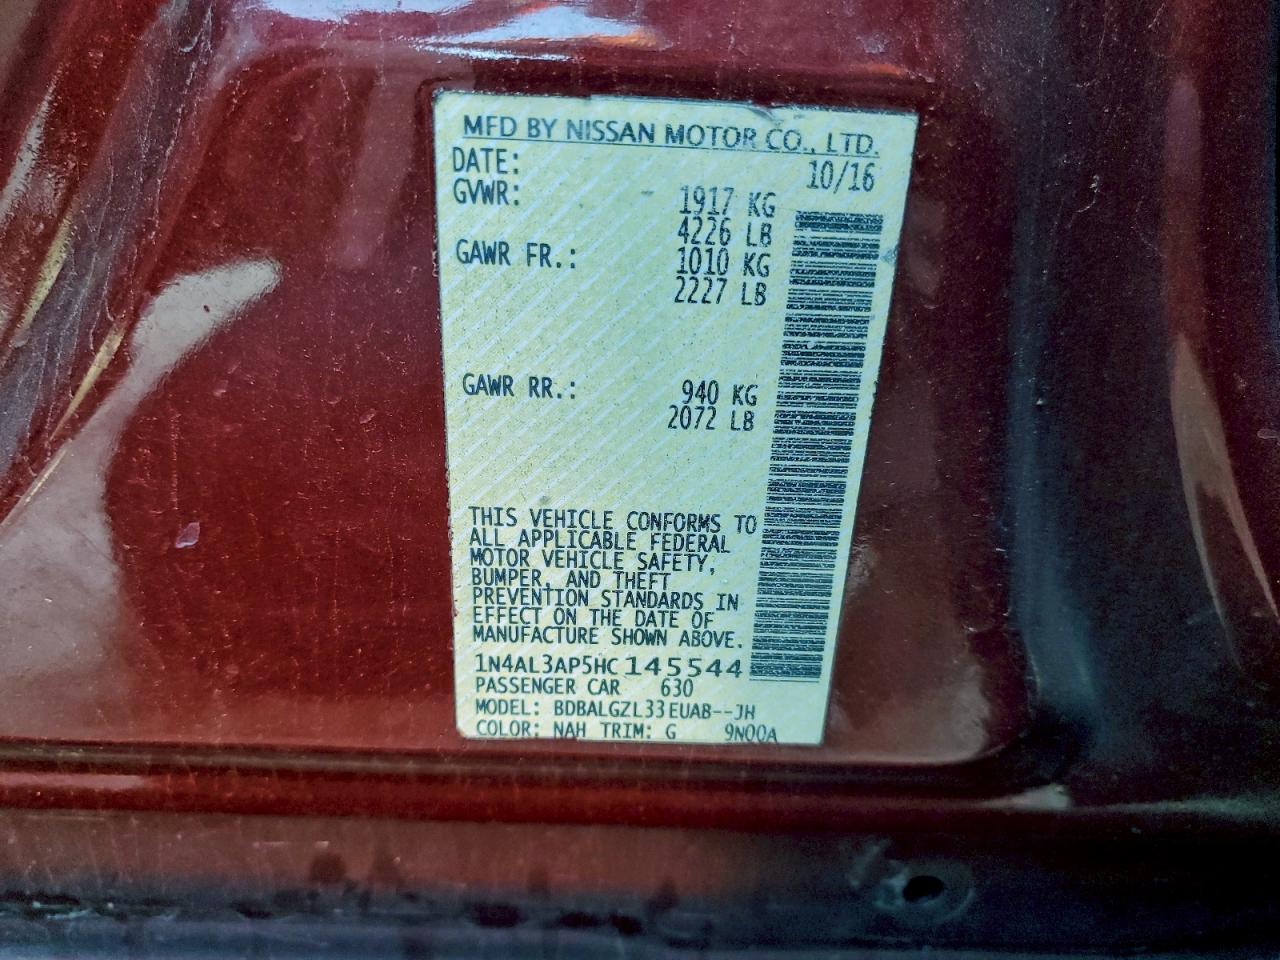 MFD BY NISSAN MOTOR CO., LTD.
DATE: 10/16
GVWR: 1917 KG
4226 LB
GAWR FR.: 1010 KG
2227 LB
GAWR RR.: 940 KG
2072 LB
THIS VEHICLE CONFORMS TO
ALL APPLICABLE FEDERAL
MOTOR VEHICLE SAFETY,
BUMPER, AND THEFT
PREVENTION STANDARDS IN
EFFECT ON THE DATE OF
MANUFACTURE SHOWN ABOVE.
1N4AL3AP5HC145544
PASSENGER CAR 630
MODEL: BDBALGZL33EUAB--JH
COLOR: NAH TRIM: G 9N00A